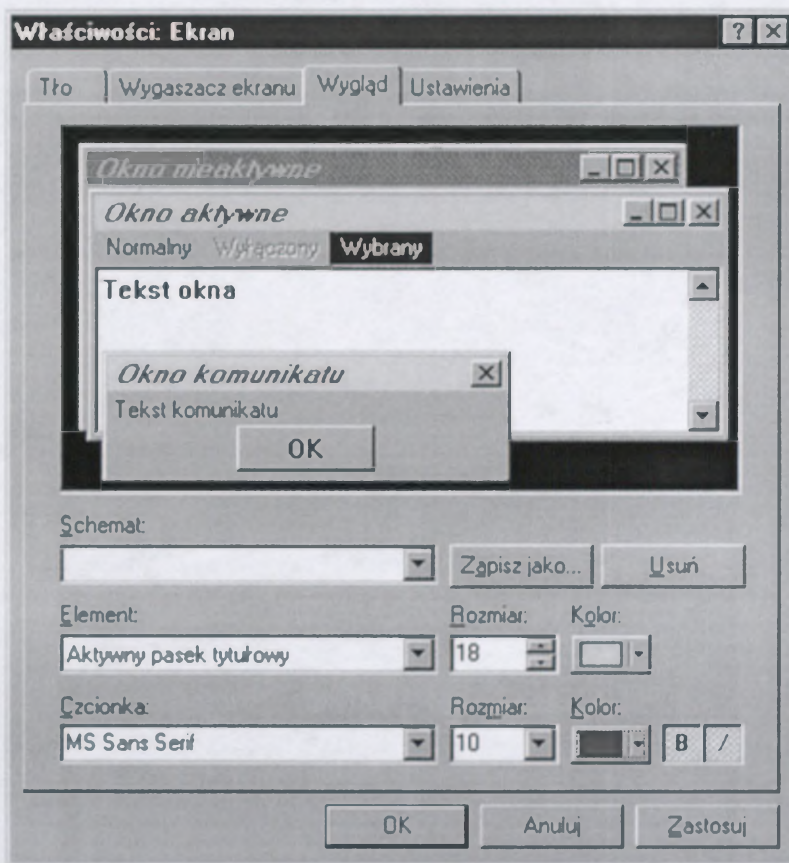 Właściwości: Ekran
Tło Wygaszacz ekranu Wygląd Ustawienia
Okno nieaktywne
Okno aktywne
Normalny Wyłączony Wybrany
Tekst okna
Okno komunikatu
Tekst komunikatu
OK
Schemat:
Zapisz jako... Usuń
Element: Rozmiar: Kolor:
Aktywny pasek tytułowy 18
Czcionka: Rozmiar: Kolor:
MS Sans Serif 10 B /
OK Anuluj Zastosuj